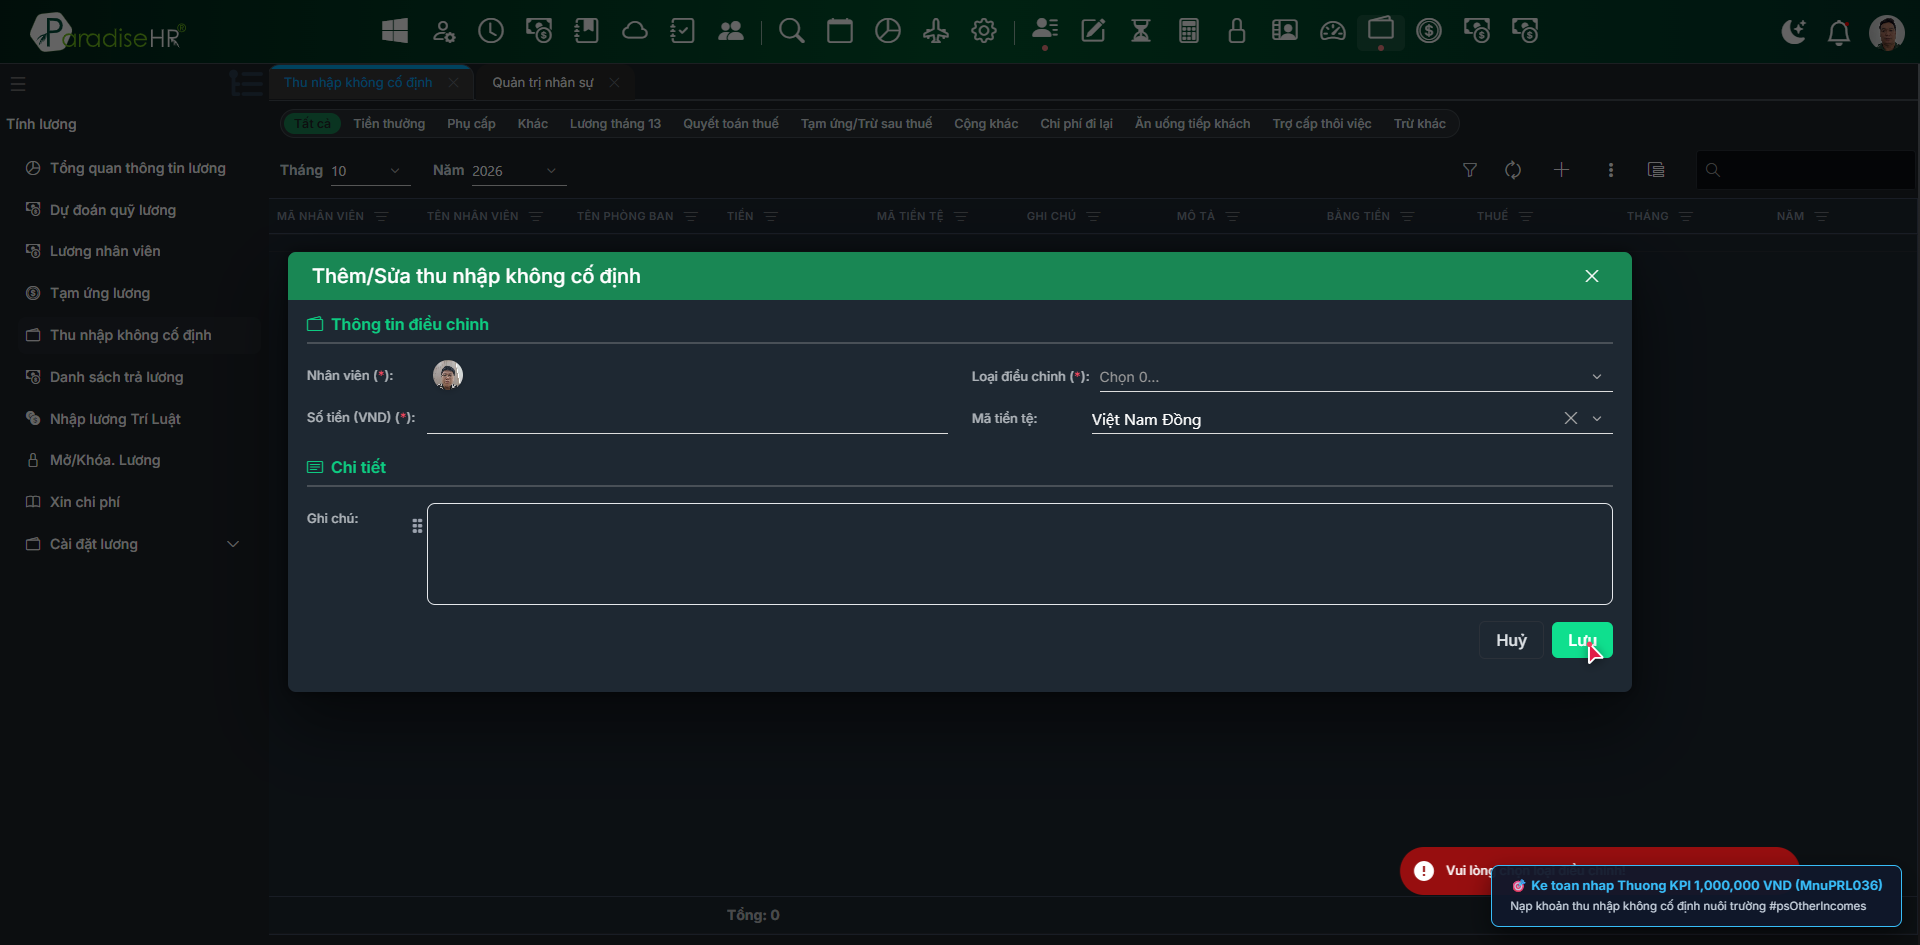 ParadiseHR
Thu nhập không cố định
Quản trị nhân sự
Tính lương
Tất cả
Tiền thưởng
Phụ cấp
Khác
Lương tháng 13
Quyết toán thuế
Tạm ứng/Trừ sau thuế
Cộng khác
Chi phí đi lại
Ăn uống tiếp khách
Trợ cấp thôi việc
Trừ khác
Tổng quan thông tin lương
Dự đoán quỹ lương
Lương nhân viên
Tạm ứng lương
Thu nhập không cố định
Danh sách trả lương
Nhập lương Trí Luật
Mở/Khóa. Lương
Xin chi phí
Cài đặt lương
Tháng 10
Năm 2026
MÃ NHÂN VIÊN
TÊN NHÂN VIÊN
TÊN PHÒNG BAN
TIỀN
MÃ TIỀN TỆ
GHI CHÚ
MÔ TẢ
BẰNG TIỀN
THUẾ
THÁNG
NĂM
Thêm/Sửa thu nhập không cố định
Thông tin điều chỉnh
Nhân viên (*):
Loại điều chỉnh (*): Chọn 0...
Số tiền (VND) (*):
Mã tiền tệ: Việt Nam Đồng
Chi tiết
Ghi chú:
Huỷ
Lưu
Vui lòng
Ke toan nhap Thuong KPI 1,000,000 VND (MnuPRL036)
Nạp khoản thu nhập không cố định nuôi trường #psOtherIncomes
Tổng: 0